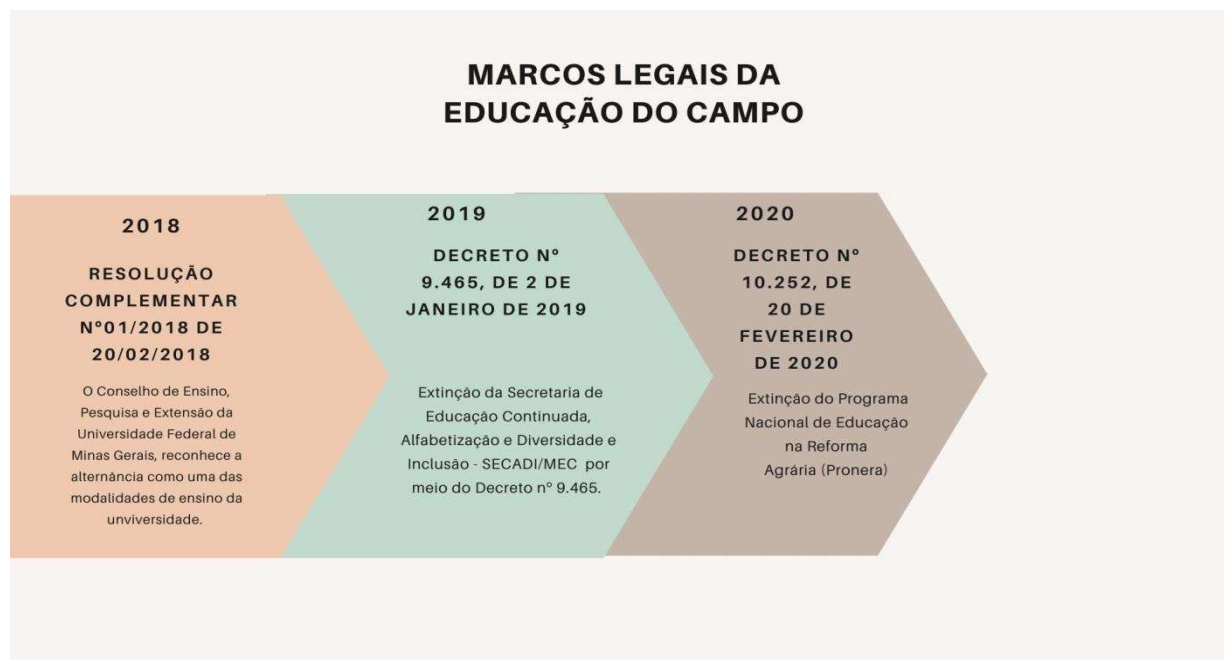 MARCOS LEGAIS DA
EDUCAÇÃO DO CAMPO
2018
RESOLUÇÃO
COMPLEMENTAR
Nº01/2018 DE
20/02/2018
O Conselho de Ensino,
Pesquisa e Extensão da
Universidade Federal de
Minas Gerais, reconhece a
alternância como uma das
modalidades de ensino da
unviversidade.
2019
DECRETO Nº
9.465, DE 2 DE
JANEIRO DE 2019
Extinção da Secretaria de
Educação Continuada,
Alfabetização e Diversidade e
Inclusão - SECADI/MEC por
meio do Decreto nº 9.465.
2020
DECRETO Nº
10.252, DE
20 DE
FEVEREIRO
DE 2020
Extinção do Programa
Nacional de Educação
na Reforma
Agrária (Pronera)